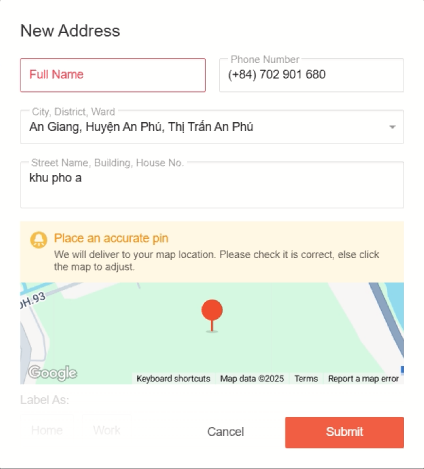 New Address
Full Name
Phone Number
(+84) 702 901 680
City, District, Ward
An Giang, Huyện An Phú, Thị Trấn An Phú
Street Name, Building, House No.
khu pho a
Place an accurate pin
We will deliver to your map location. Please check it is correct, else click
the map to adjust.
DH.93
Google
Keyboard shortcuts
Map data ©2025
Terms
Report a map error
Label As:
Home
Work
Cancel
Submit